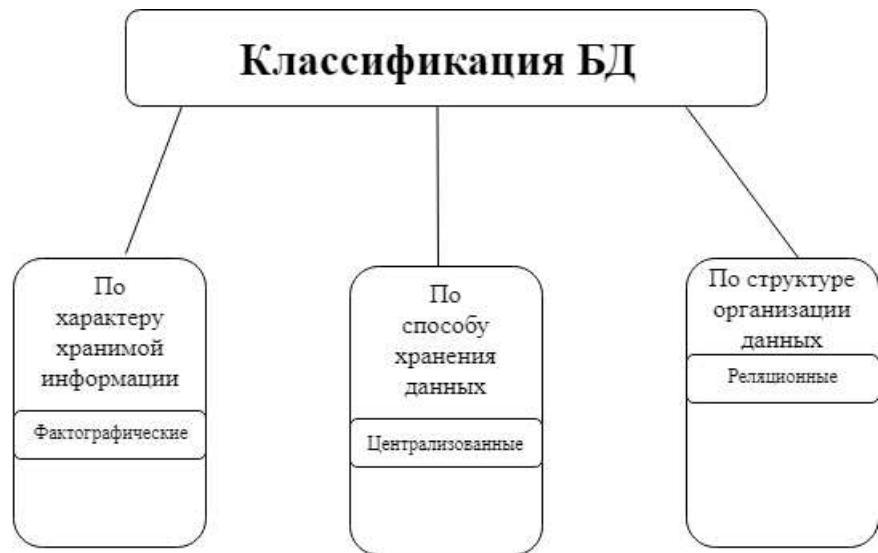 Классификация БД
По
характеру
хранимой
информации
Фактографические
По
способу
хранения
данных
Централизованные
По структуре
организации
данных
Реляционные